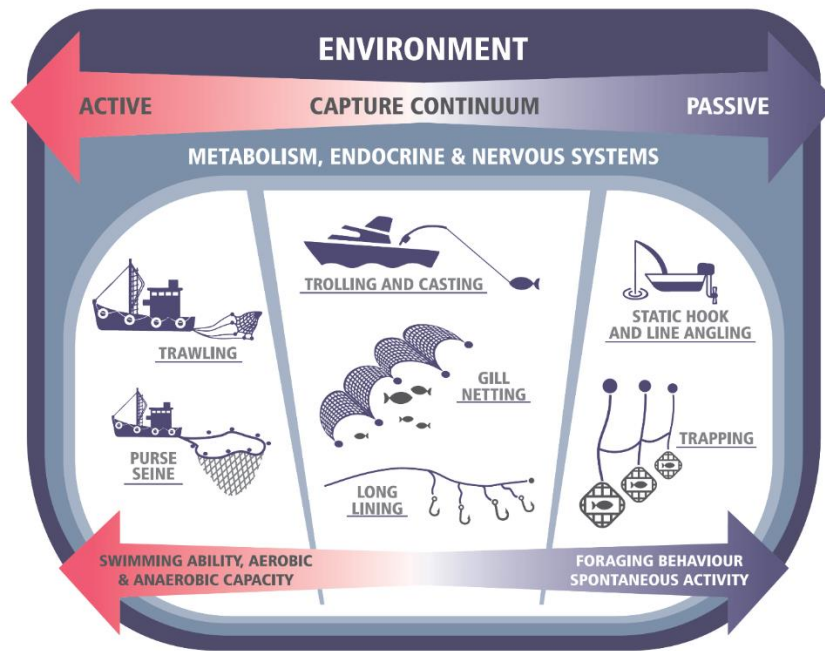 ENVIRONMENT
ACTIVE
CAPTURE CONTINUUM
PASSIVE
METABOLISM, ENDOCRINE & NERVOUS SYSTEMS
TRAWLING
PURSE
SEINE
TROLLING AND CASTING
GILL
NETTING
LONG
LINING
STATIC HOOK
AND LINE ANGLING
TRAPPING
SWIMMING ABILITY, AEROBIC
& ANAEROBIC CAPACITY
FORAGING BEHAVIOUR
SPONTANEOUS ACTIVITY